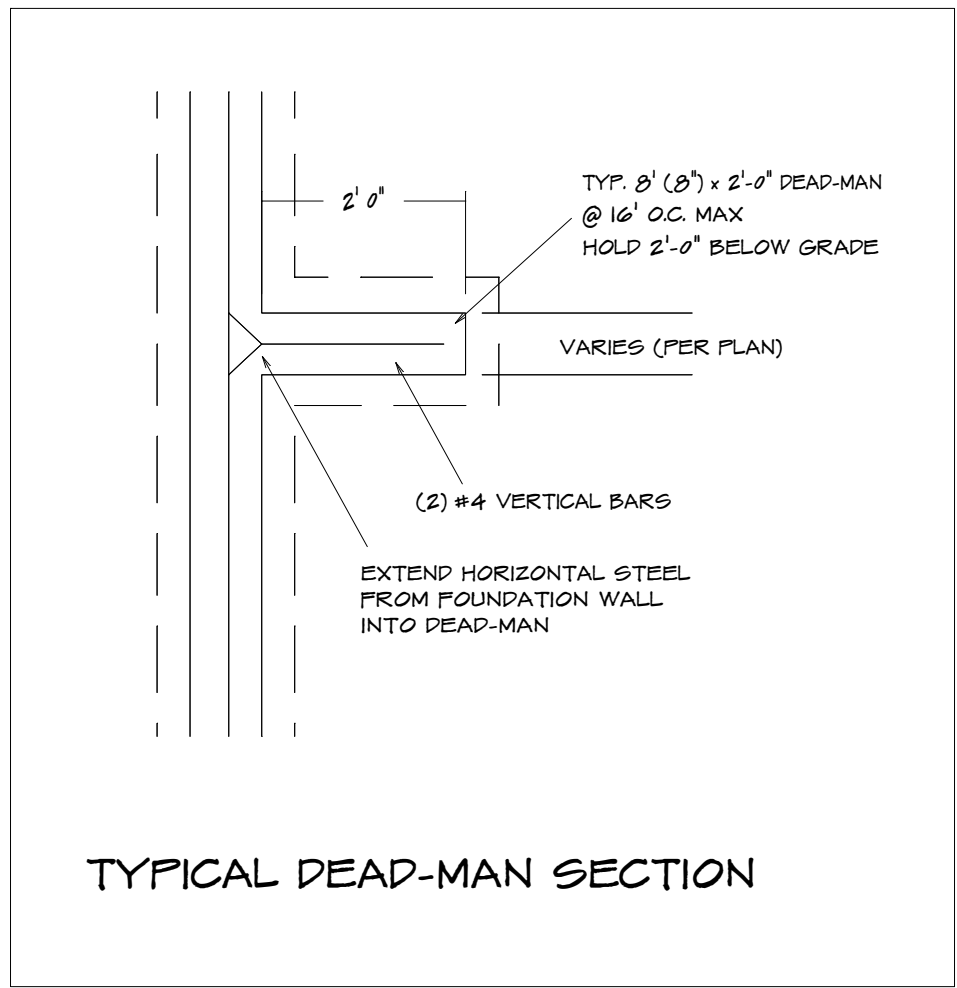 2' 0"
TYP. 8' (8") x 2'-0" DEAD-MAN
@ 16' O.C. MAX
HOLD 2'-0" BELOW GRADE
VARIES (PER PLAN)
(2) #4 VERTICAL BARS
EXTEND HORIZONTAL STEEL
FROM FOUNDATION WALL
INTO DEAD-MAN
TYPICAL DEAD-MAN SECTION